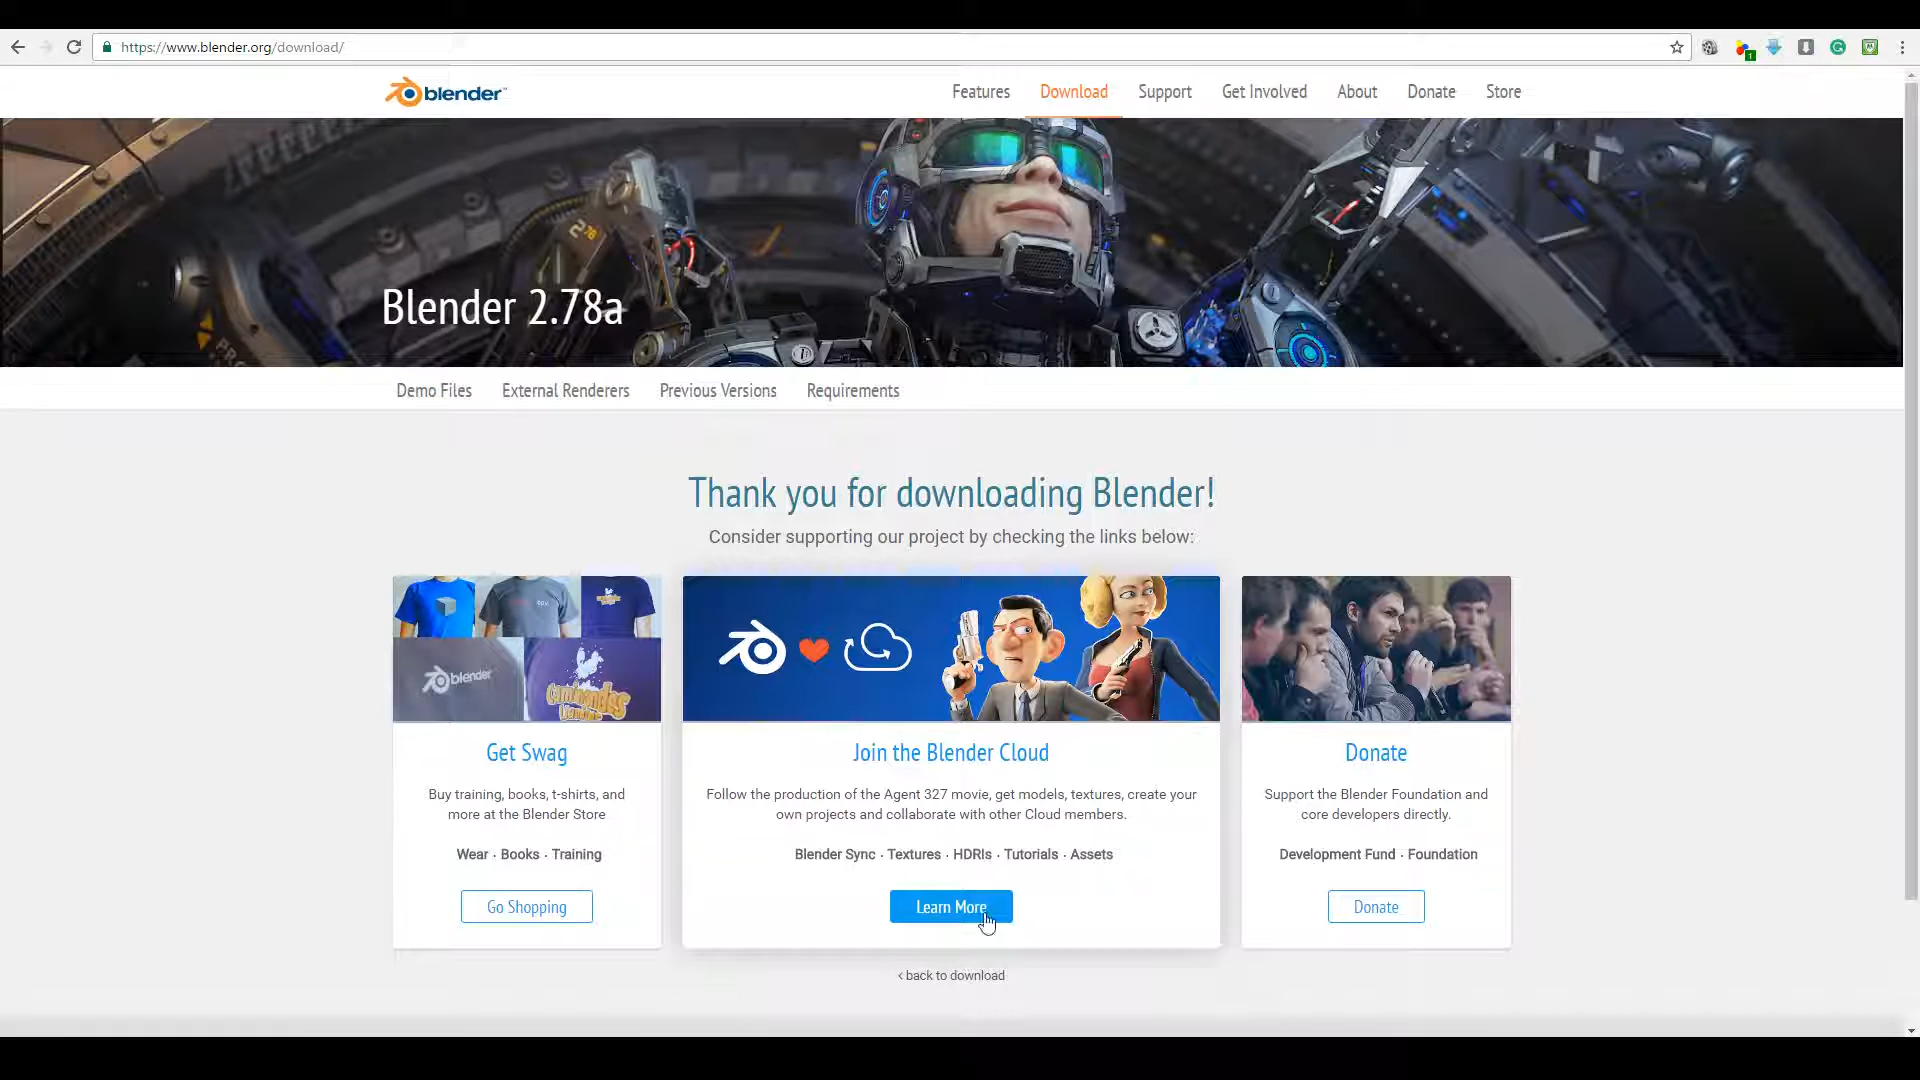 https://www.blender.org/download/
blender
Features Download Support Get Involved About Donate Store
2.78
Blender 2.78a
Demo Files External Renderers Previous Versions Requirements
Thank you for downloading Blender!
Consider supporting our project by checking the links below:
blender
Caminandes
Get Swag
Buy training, books, t-shirts, and
more at the Blender Store
Wear · Books · Training
Go Shopping
Join the Blender Cloud
Follow the production of the Agent 327 movie, get models, textures, create your
own projects and collaborate with other Cloud members.
Blender Sync · Textures · HDRIs · Tutorials · Assets
Learn More
Donate
Support the Blender Foundation and
core developers directly.
Development Fund · Foundation
Donate
‹ back to download